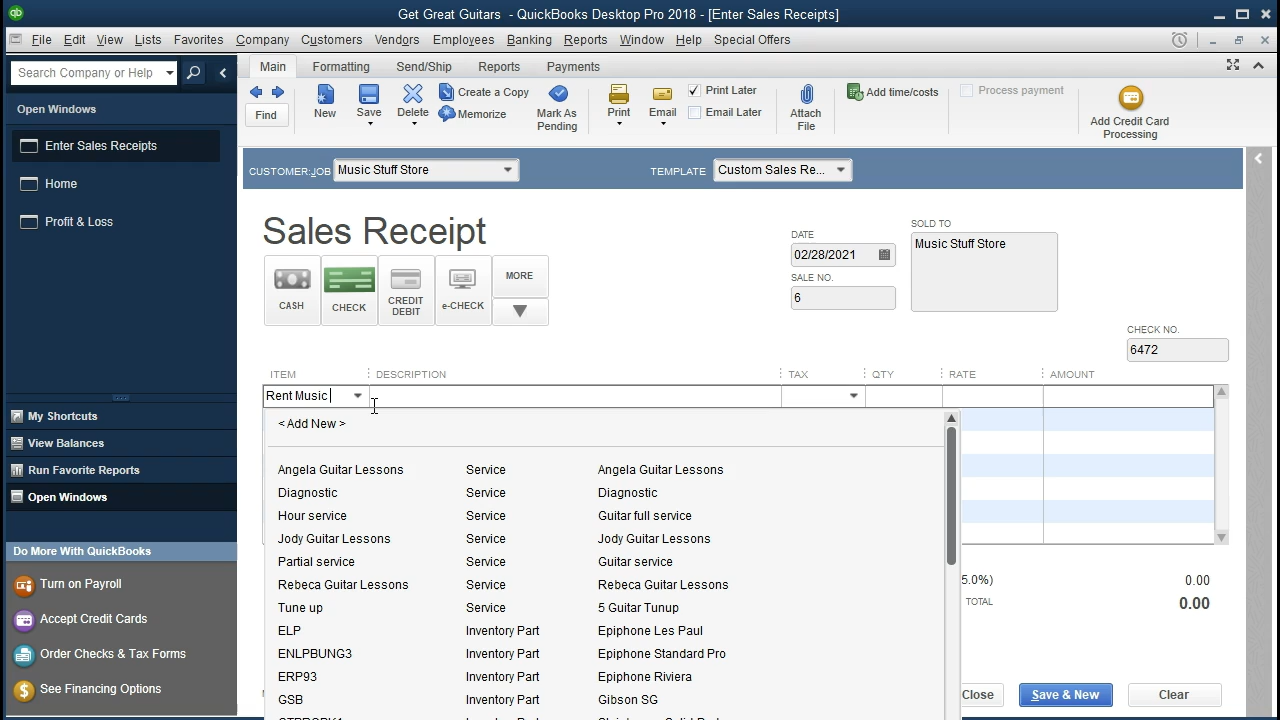 Get Great Guitars - QuickBooks Desktop Pro 2018 - [Enter Sales Receipts]
File Edit View Lists Favorites Company Customers Vendors Employees Banking Reports Window Help Special Offers
Search Company or Help
Main Formatting Send/Ship Reports Payments
Find
New
Save
Delete
Create a Copy
Memorize
Mark As
Pending
Print
Email
Print Later
Email Later
Attach
File
Add time/costs
Process payment
Add Credit Card
Processing
Open Windows
Enter Sales Receipts
Home
Profit & Loss
My Shortcuts
View Balances
Run Favorite Reports
Open Windows
Do More With QuickBooks
Turn on Payroll
Accept Credit Cards
Order Checks & Tax Forms
See Financing Options
CUSTOMER:JOB Music Stuff Store
TEMPLATE Custom Sales Re...
Sales Receipt
CASH
CHECK
CREDIT
DEBIT
e-CHECK
MORE
DATE
02/28/2021
SALE NO.
6
SOLD TO
Music Stuff Store
CHECK NO.
6472
ITEM DESCRIPTION TAX QTY RATE AMOUNT
Rent Music
< Add New >
Angela Guitar Lessons Service Angela Guitar Lessons
Diagnostic Service Diagnostic
Hour service Service Guitar full service
Jody Guitar Lessons Service Jody Guitar Lessons
Partial service Service Guitar service
Rebeca Guitar Lessons Service Rebeca Guitar Lessons
Tune up Service 5 Guitar Tunup
ELP Inventory Part Epiphone Les Paul
ENLPBUNG3 Inventory Part Epiphone Standard Pro
ERP93 Inventory Part Epiphone Riviera
GSB Inventory Part Gibson SG
5.0%) 0.00
TOTAL 0.00
Close
Save & New
Clear